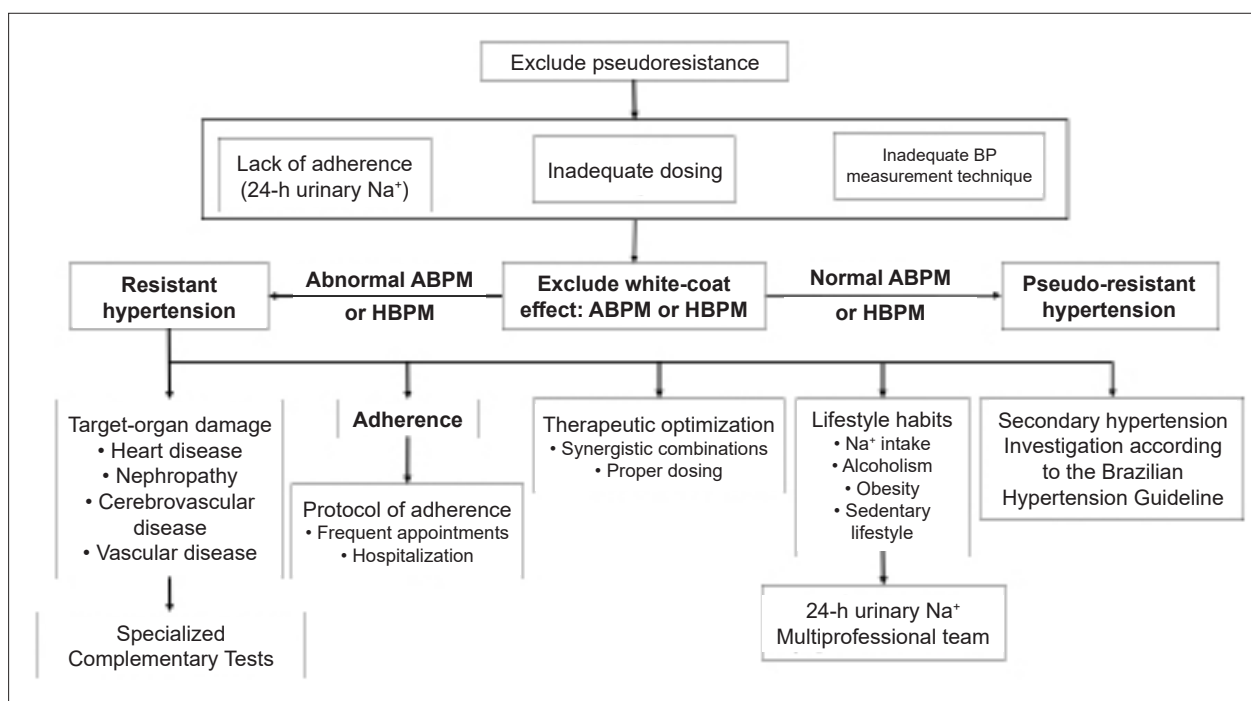 Exclude pseudoresistance
Lack of adherence
(24-h urinary Na⁺)
Inadequate dosing
Inadequate BP
measurement technique
Resistant
hypertension
Abnormal ABPM
or HBPM
Exclude white-coat
effect: ABPM or HBPM
Normal ABPM
or HBPM
Pseudo-resistant
hypertension
Target-organ damage
• Heart disease
• Nephropathy
• Cerebrovascular
disease
• Vascular disease
Specialized
Complementary Tests
Adherence
Protocol of adherence
• Frequent appointments
• Hospitalization
Therapeutic optimization
• Synergistic combinations
• Proper dosing
Lifestyle habits
• Na⁺ intake
• Alcoholism
• Obesity
• Sedentary
lifestyle
24-h urinary Na⁺
Multiprofessional team
Secondary hypertension
Investigation according
to the Brazilian
Hypertension Guideline